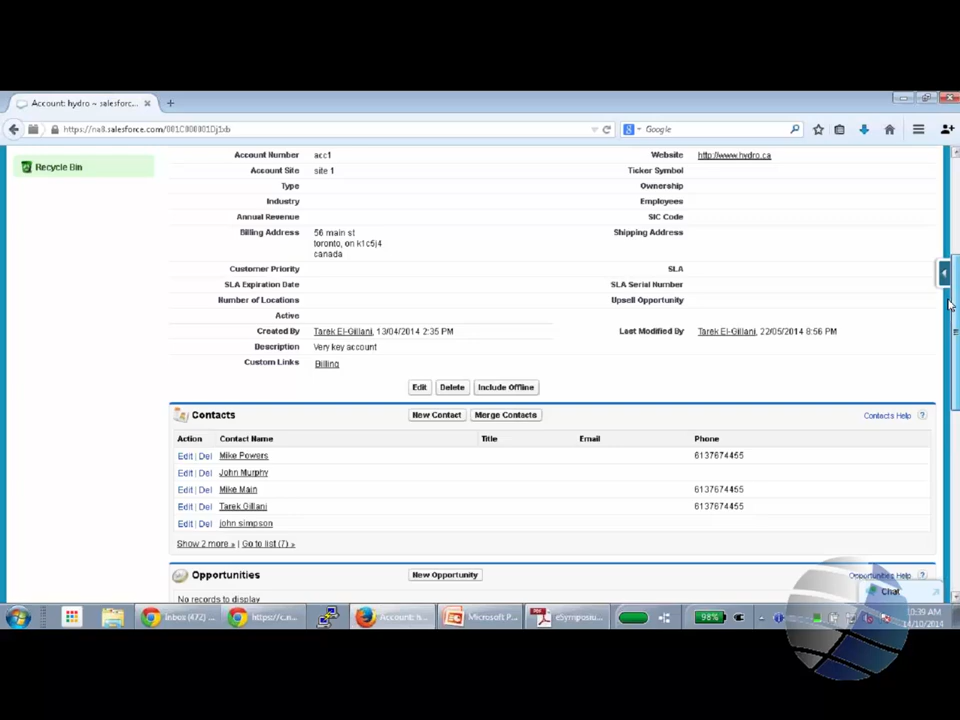 Account: hydro ~ salesforc...
https://na8.salesforce.com/
Google
Recycle Bin
Account Number acc1 Website http://www.hydro.ca
Account Site site 1 Ticker Symbol
Type Ownership
Industry Employees
Annual Revenue SIC Code
Billing Address 56 main st Shipping Address
toronto, on k1c5j4
canada
Customer Priority SLA
SLA Expiration Date SLA Serial Number
Number of Locations Upsell Opportunity
Active
Created By Tarek El-Gillani, 13/04/2014 2:35 PM Last Modified By Tarek El-Gillani, 22/05/2014 8:56 PM
Description Very key account
Custom Links Billing
Edit Delete Include Offline
Contacts New Contact Merge Contacts Contacts Help ?
Action Contact Name Title Email Phone
Edit | Del Mike Powers 6137674455
Edit | Del John Murphy
Edit | Del Mike Main 6137674455
Edit | Del Tarek Gillani 6137674455
Edit | Del john simpson
Show 2 more » | Go to list (7) »
Opportunities New Opportunity Opportunities Help ?
No records to display
Chat
Inbox (472) ... https://c.n... Account: h... Microsoft P... eSymposiu... 98% 10:39 AM
14/10/2014